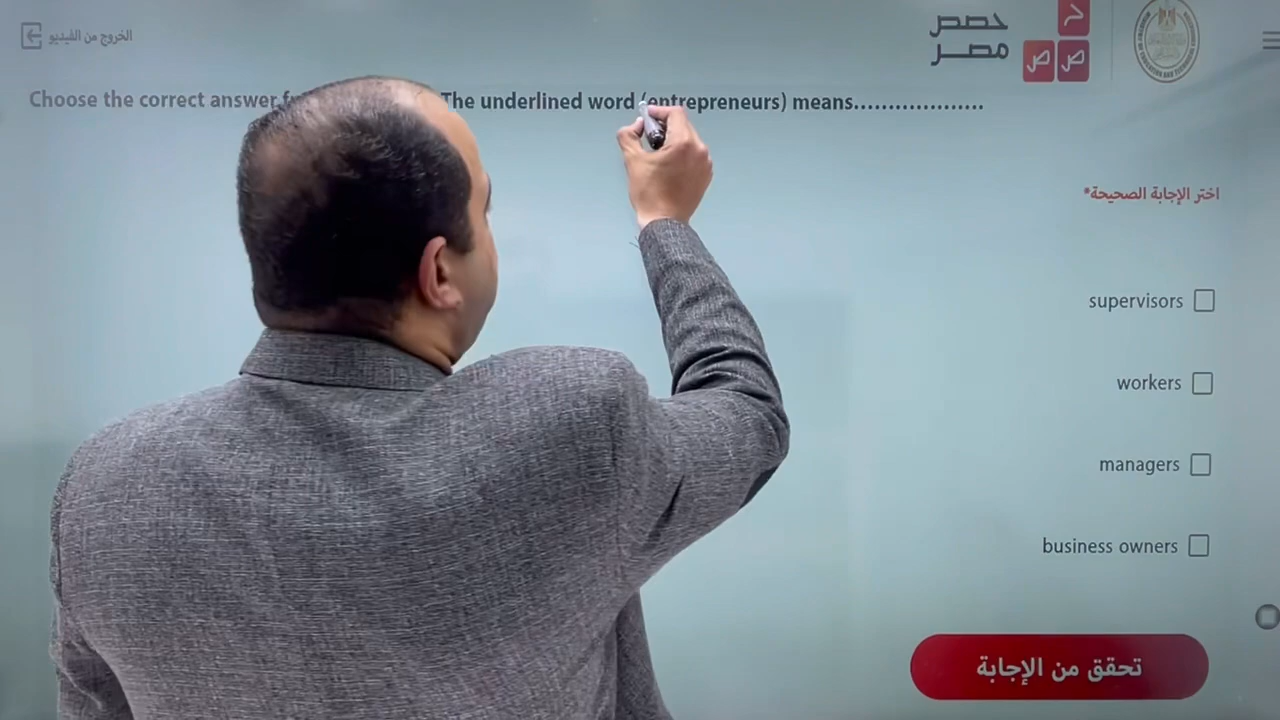 الخروج من الفيديو
حصص
مصر
ح
ص ص
Choose the correct answer The underlined word (entrepreneurs) means...................
اختر الإجابة الصحيحة*
supervisors
workers
managers
business owners
تحقق من الإجابة